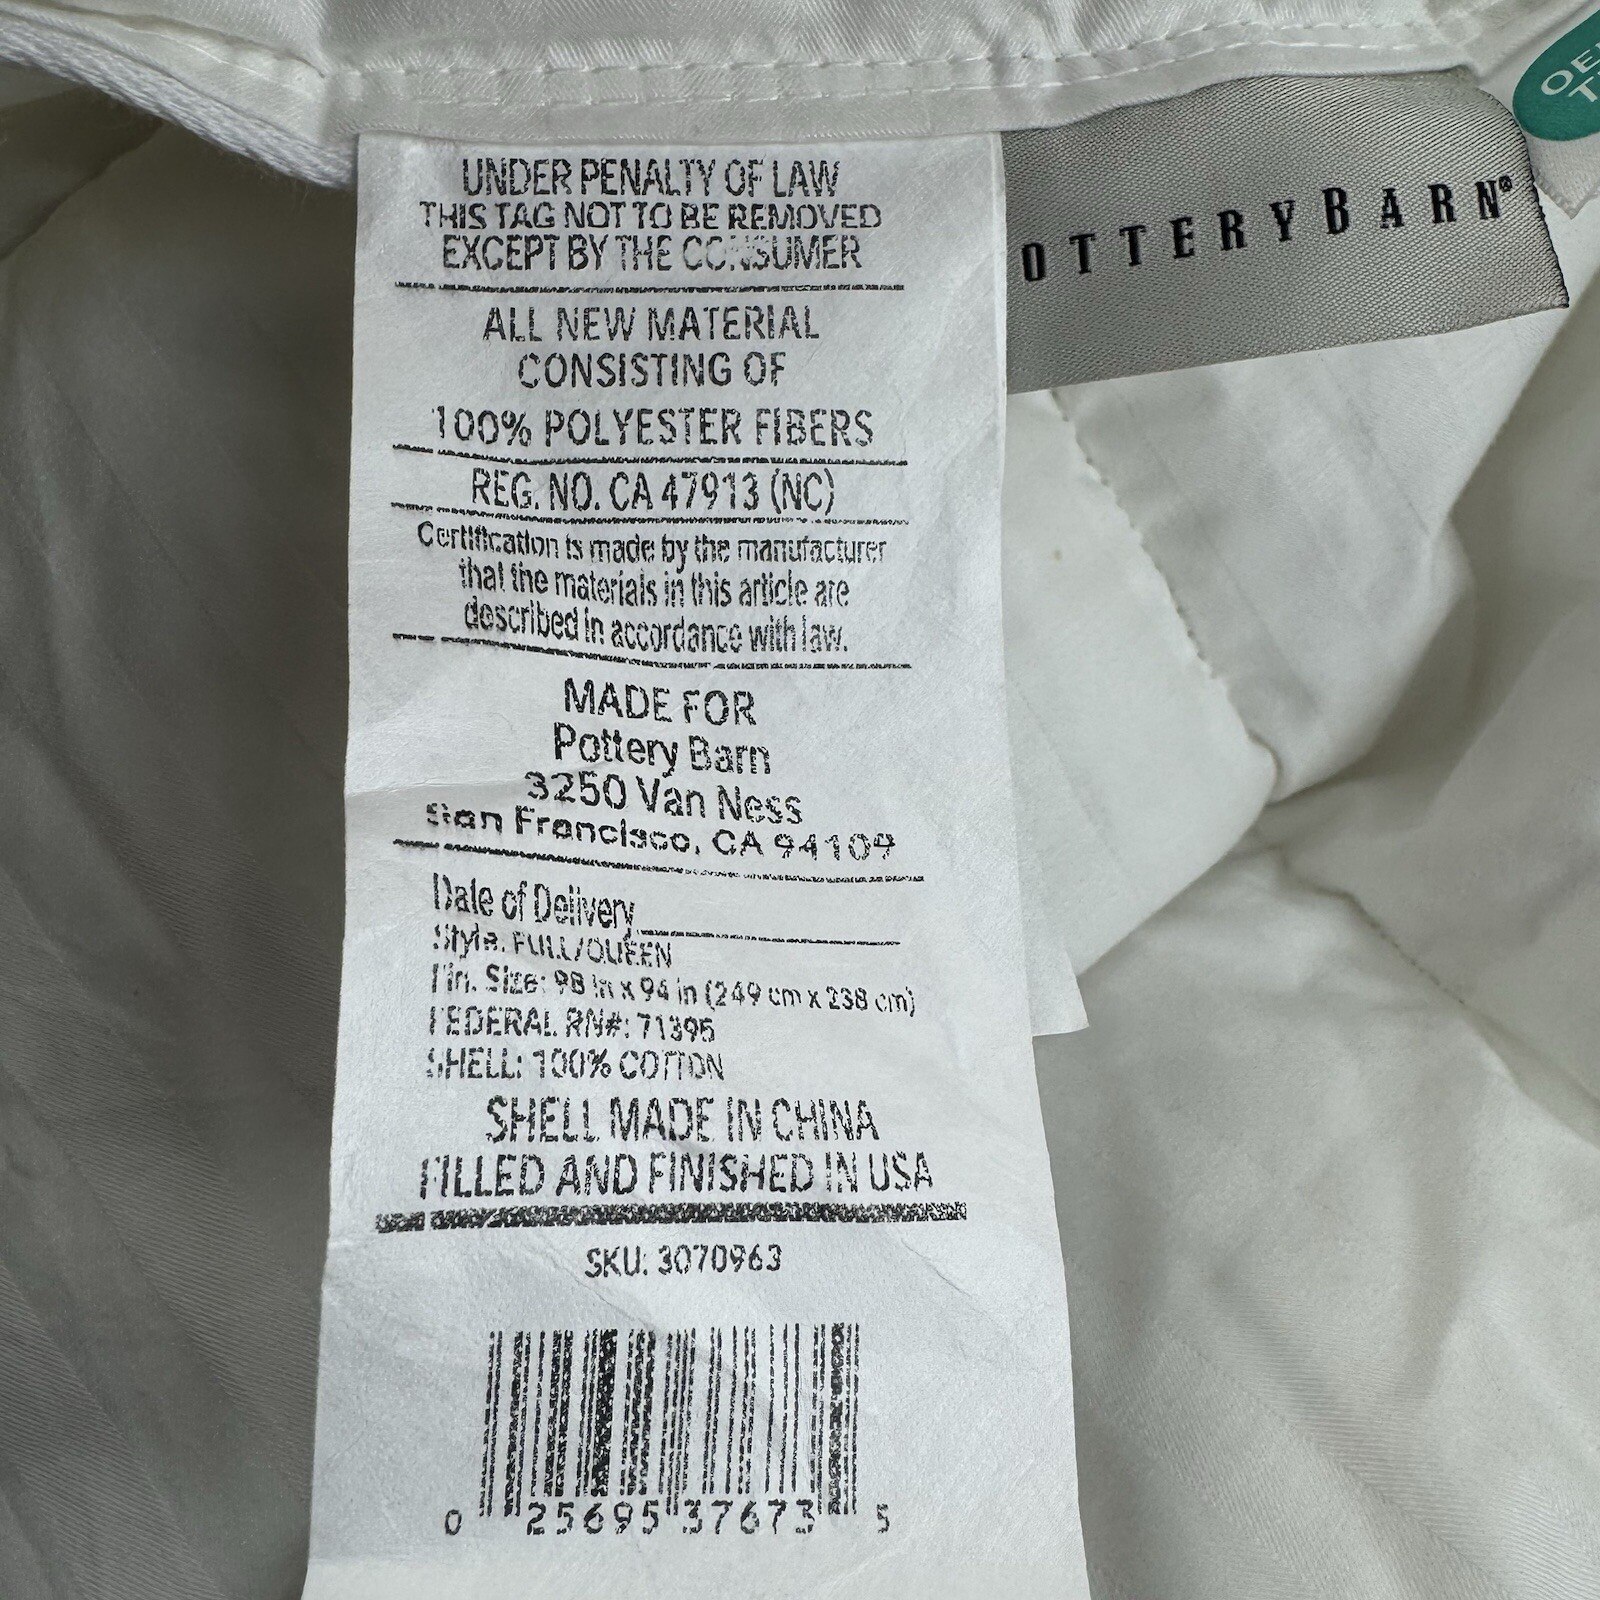 UNDER PENALTY OF LAW
THIS TAG NOT TO BE REMOVED
EXCEPT BY THE CONSUMER
ALL NEW MATERIAL
CONSISTING OF
100% POLYESTER FIBERS
REG. NO. CA 47913 (NC)
Certification is made by the manufacturer
that the materials in this article are
described in accordance with law.
MADE FOR
Pottery Barn
3250 Van Ness
San Francisco, CA 94109
Date of Delivery
Style: FULL/QUEEN
Fin. Size: 98 in x 94 in (249 cm x 238 cm)
FEDERAL RN#: 71395
SHELL: 100% COTTON
SHELL MADE IN CHINA
FILLED AND FINISHED IN USA
SKU: 3070963
0 25695 37673 5
OTTERYBARN®